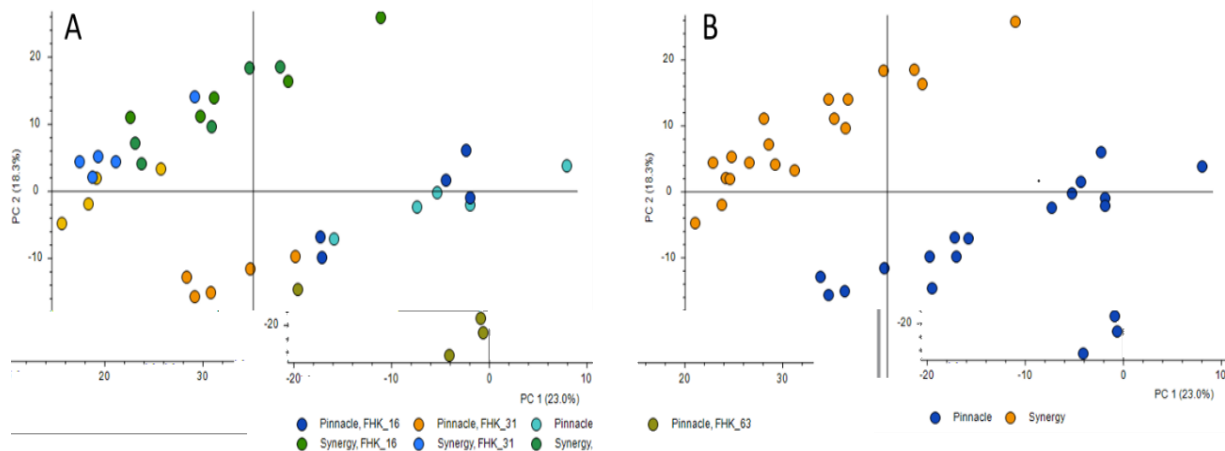 A
B
20
20
10
10
0
0
PC 2 (18.3%)
PC 2 (18.3%)
-10
-10
-20
-20
20
30
-20
-10
0
10
20
30
-20
-10
0
10
PC 1 (23.0%)
PC 1 (23.0%)
Pinnacle, FHK_16 Pinnacle, FHK_31 Pinnacle
Synergy, FHK_16 Synergy, FHK_31 Synergy,
Pinnacle, FHK_63
Pinnacle Synergy